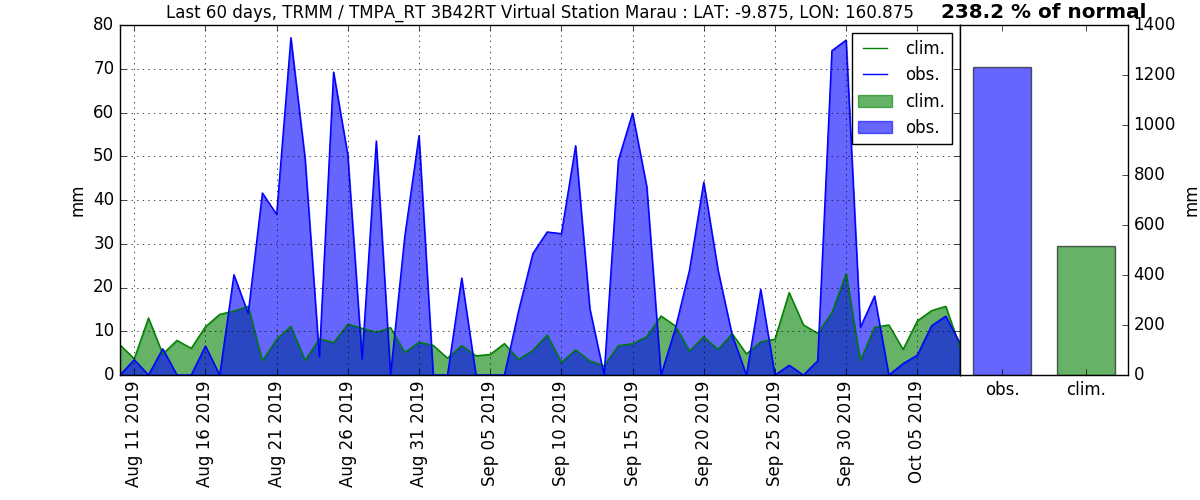 Last 60 days, TRMM / TMPA_RT 3B42RT Virtual Station Marau : LAT: -9.875, LON: 160.875
238.2 % of normal
80
70
60
50
40
30
20
10
0
mm
clim.
obs.
clim.
obs.
1400
1200
1000
800
600
400
200
0
mm
Aug 11 2019
Aug 16 2019
Aug 21 2019
Aug 26 2019
Aug 31 2019
Sep 05 2019
Sep 10 2019
Sep 15 2019
Sep 20 2019
Sep 25 2019
Sep 30 2019
Oct 05 2019
obs.
clim.